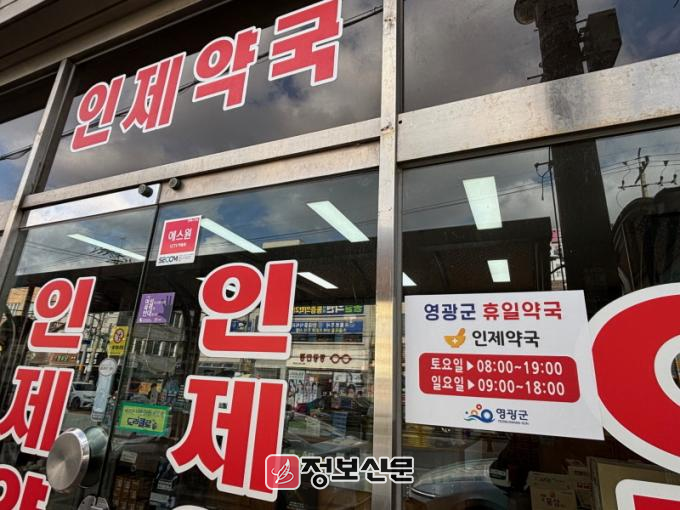 인제약국
에스원
SECOM
인제약
인제
영광군 휴일약국
인제약국
토요일▶08:00~19:00
일요일▶09:00~18:00
영광군
정보신문